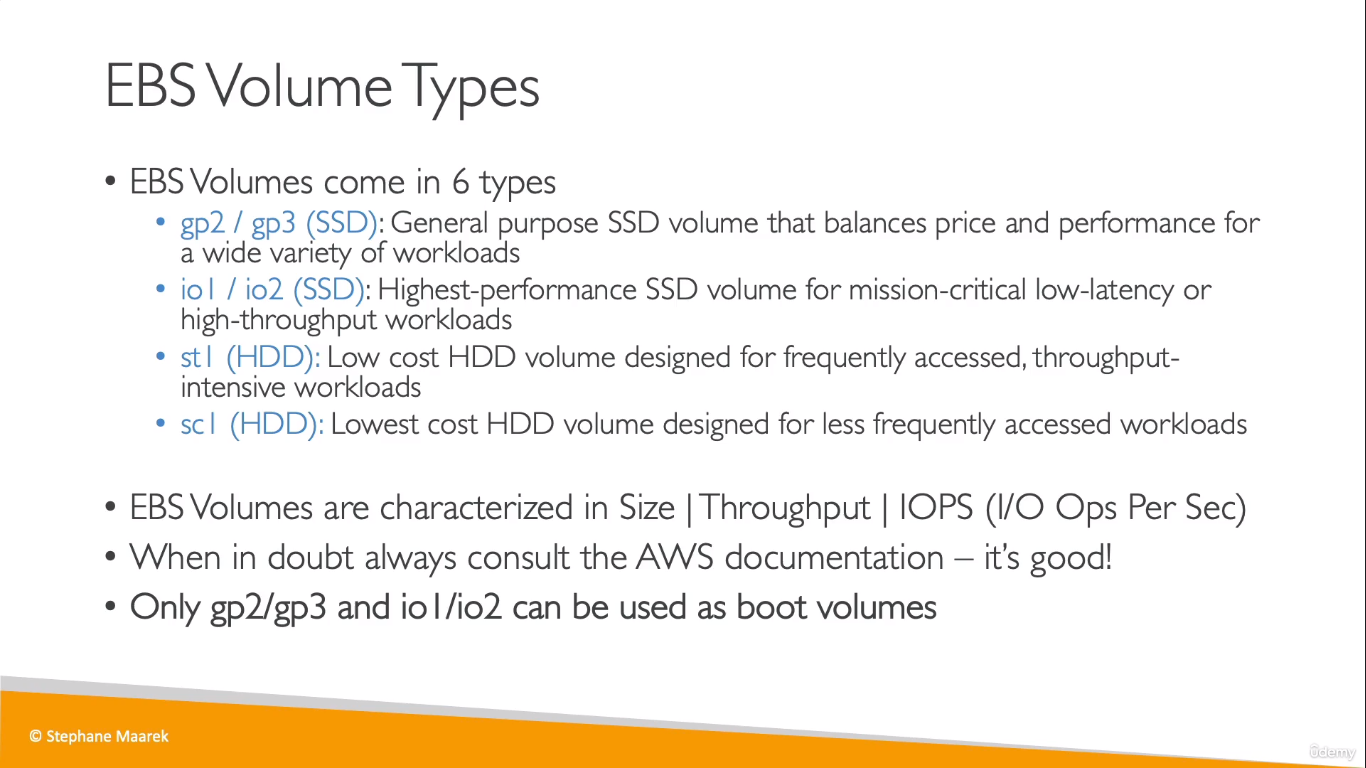 EBS Volume Types
• EBS Volumes come in 6 types
• gp2 / gp3 (SSD): General purpose SSD volume that balances price and performance for
a wide variety of workloads
• io1 / io2 (SSD): Highest-performance SSD volume for mission-critical low-latency or
high-throughput workloads
• st1 (HDD): Low cost HDD volume designed for frequently accessed, throughput-
intensive workloads
• sc1 (HDD): Lowest cost HDD volume designed for less frequently accessed workloads
• EBS Volumes are characterized in Size | Throughput | IOPS (I/O Ops Per Sec)
• When in doubt always consult the AWS documentation – it’s good!
• Only gp2/gp3 and io1/io2 can be used as boot volumes
© Stephane Maarek
ûdemy